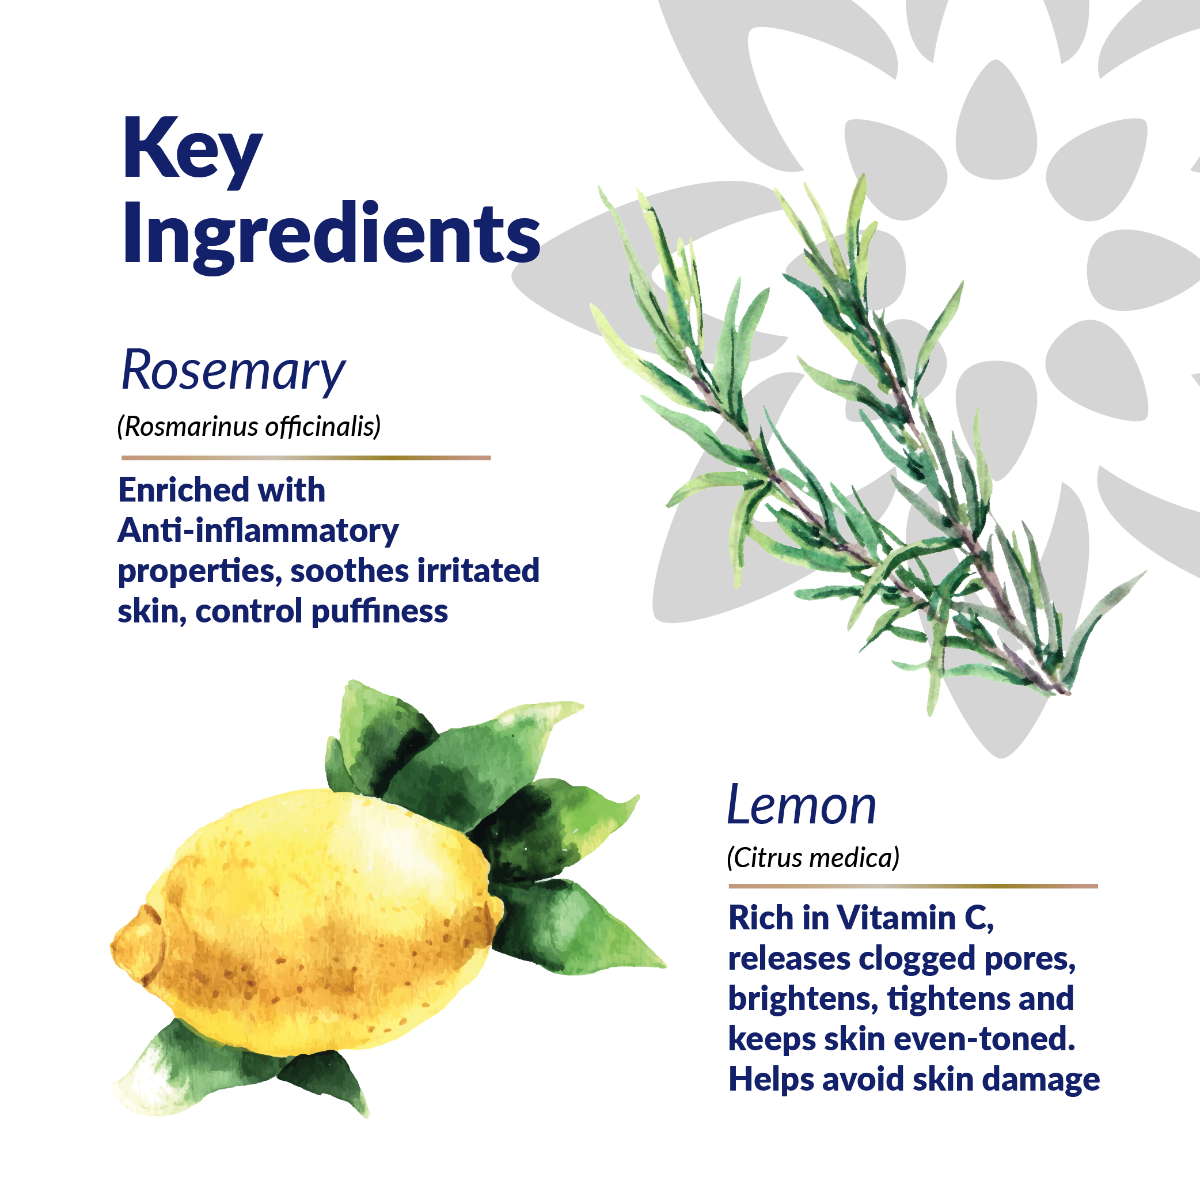 Key
Ingredients
Rosemary
(Rosmarinus officinalis)
Enriched with
Anti-inflammatory
properties, soothes irritated
skin, control puffiness
Lemon
(Citrus medica)
Rich in Vitamin C,
releases clogged pores,
brightens, tightens and
keeps skin even-toned.
Helps avoid skin damage